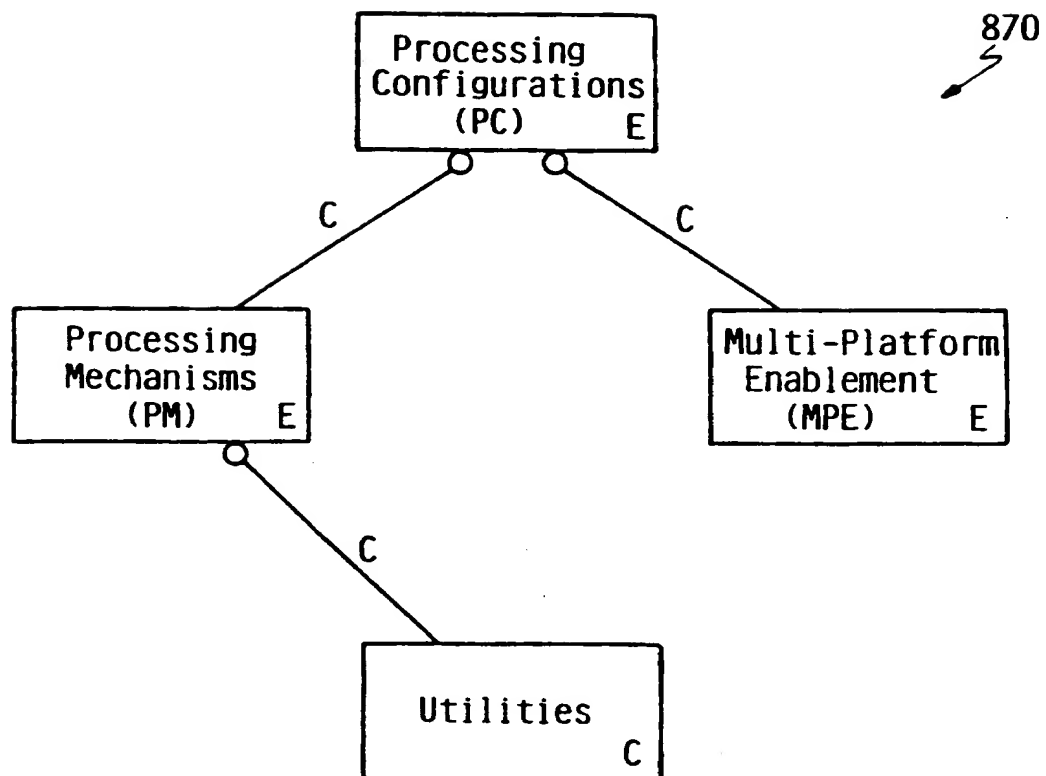 870
Processing
Configurations
(PC) E
C
C
Processing
Mechanisms
(PM) E
Multi-Platform
Enablement
(MPE) E
C
Utilities
C